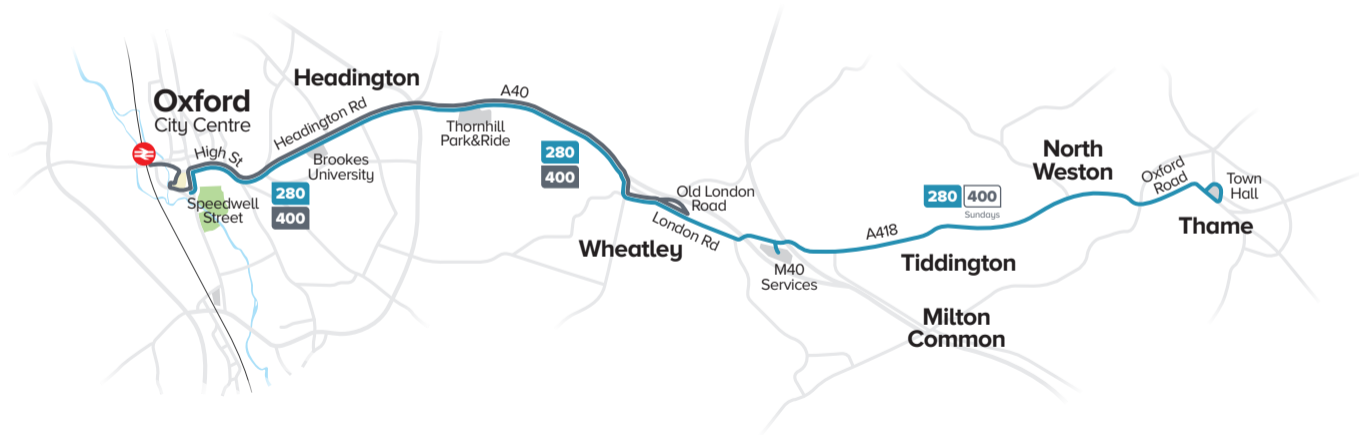 Oxford
City Centre
High St
Speedwell
Street
280
400
Headington
Headington Rd
Brookes
University
A40
Thornhill
Park&Ride
280
400
Wheatley
Old London
Road
London Rd
M40
Services
280 400
Sundays
A418
Tiddington
Milton
Common
North
Weston
Oxford
Road
Town
Hall
Thame